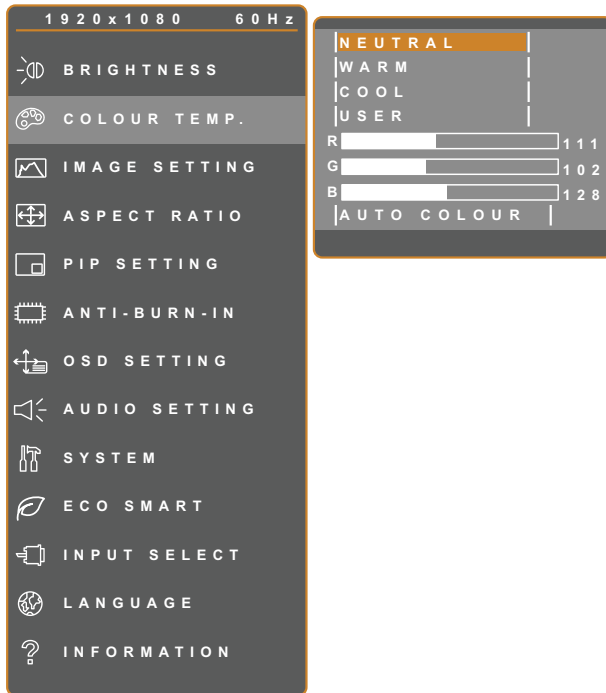 1920x1080 60Hz
BRIGHTNESS
COLOUR TEMP.
IMAGE SETTING
ASPECT RATIO
PIP SETTING
ANTI-BURN-IN
OSD SETTING
AUDIO SETTING
SYSTEM
ECO SMART
INPUT SELECT
LANGUAGE
INFORMATION
NEUTRAL
WARM
COOL
USER
R 111
G 102
B 128
AUTO COLOUR